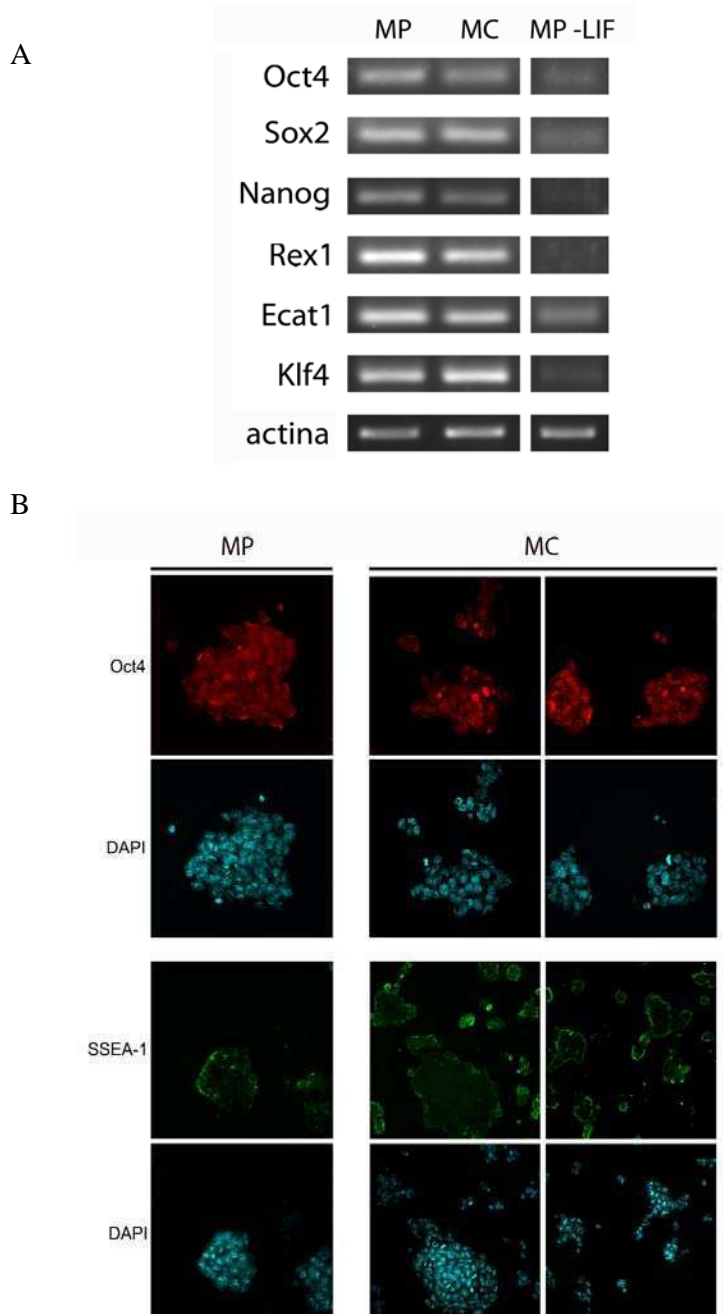 A
MP MC MP -LIF
Oct4
Sox2
Nanog
Rex1
Ecat1
Klf4
actina
B
MP MC
Oct4
DAPI
SSEA-1
DAPI